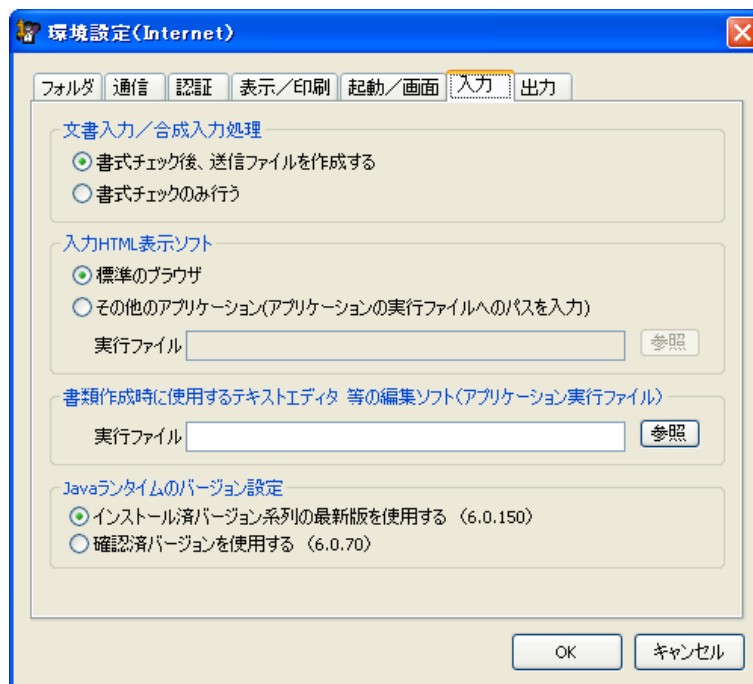 環境設定(Internet)
フォルダ 通信 認証 表示／印刷 起動／画面 入力 出力
文書入力／合成入力処理
書式チェック後、送信ファイルを作成する
書式チェックのみ行う
入力HTML表示ソフト
標準のブラウザ
その他のアプリケーション(アプリケーションの実行ファイルへのパスを入力)
実行ファイル 参照
書類作成時に使用するテキストエディタ 等の編集ソフト(アプリケーション実行ファイル)
実行ファイル 参照
Javaランタイムのバージョン設定
インストール済バージョン系列の最新版を使用する （6.0.150）
確認済バージョンを使用する （6.0.70）
OK キャンセル